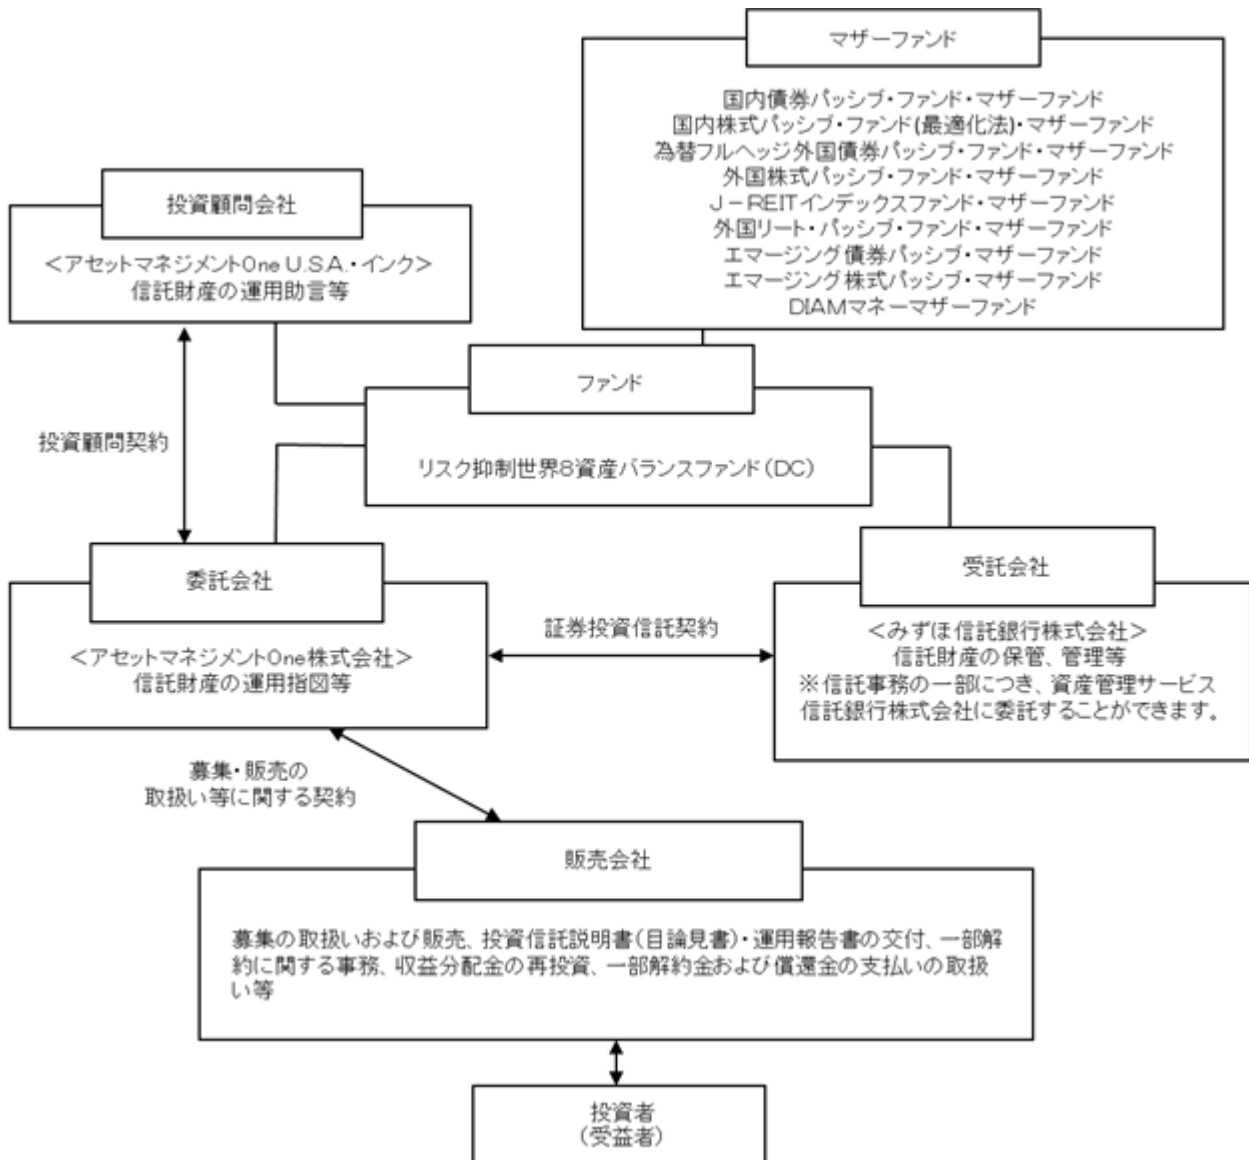 マザーファンド
国内債券パッシブ・ファンド・マザーファンド
国内株式パッシブ・ファンド(最適化法)・マザーファンド
為替フルヘッジ外国債券パッシブ・ファンド・マザーファンド
外国株式パッシブ・ファンド・マザーファンド
J－REITインデックスファンド・マザーファンド
外国リート・パッシブ・ファンド・マザーファンド
エマージング債券パッシブ・マザーファンド
エマージング株式パッシブ・マザーファンド
DIAMマネーマザーファンド
投資顧問会社
＜アセットマネジメントOne U.S.A.・インク＞
信託財産の運用助言等
ファンド
リスク抑制世界8資産バランスファンド（DC）
投資顧問契約
委託会社
＜アセットマネジメントOne株式会社＞
信託財産の運用指図等
証券投資信託契約
受託会社
＜みずほ信託銀行株式会社＞
信託財産の保管、管理等
※信託事務の一部につき、資産管理サービス
信託銀行株式会社に委託することができます。
募集・販売の
取扱い等に関する契約
販売会社
募集の取扱いおよび販売、投資信託説明書（目論見書）・運用報告書の交付、一部解
約に関する事務、収益分配金の再投資、一部解約金および償還金の支払いの取扱
い等
投資者
（受益者）